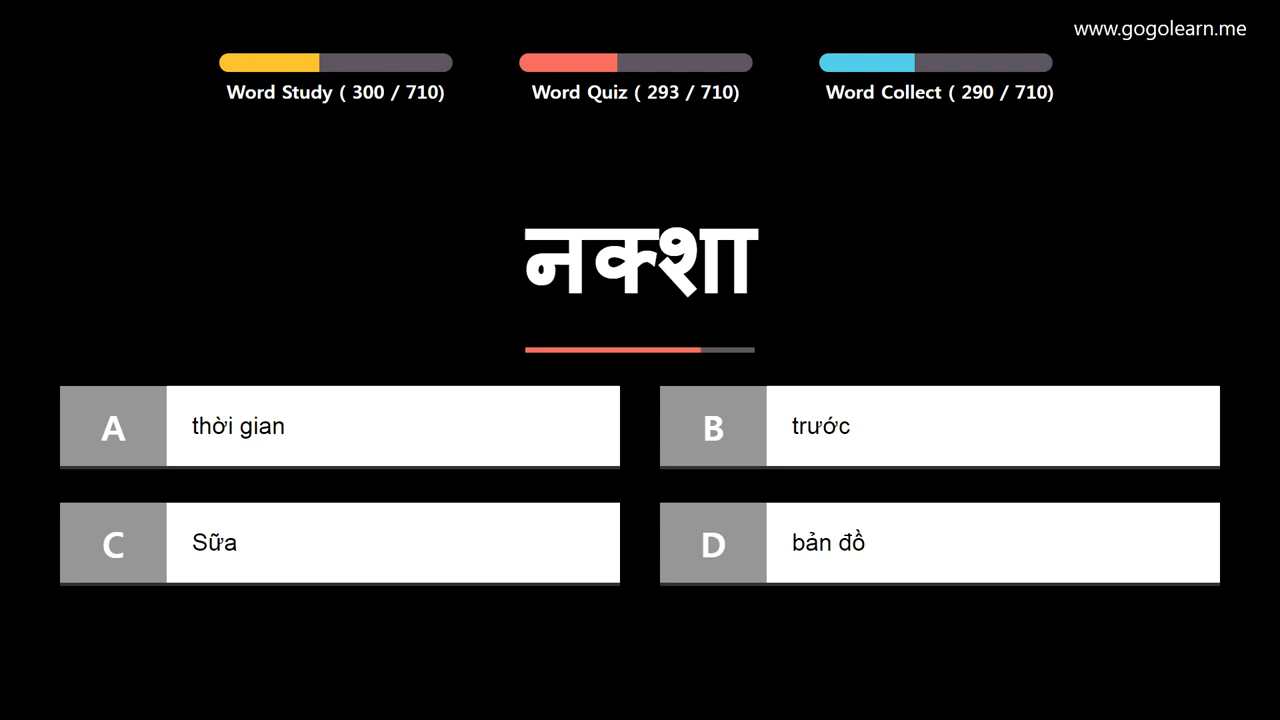 www.gogolearn.me
Word Study ( 300 / 710)
Word Quiz ( 293 / 710)
Word Collect ( 290 / 710)
नक्शा
A
thời gian
B
trước
C
Sữa
D
bản đồ